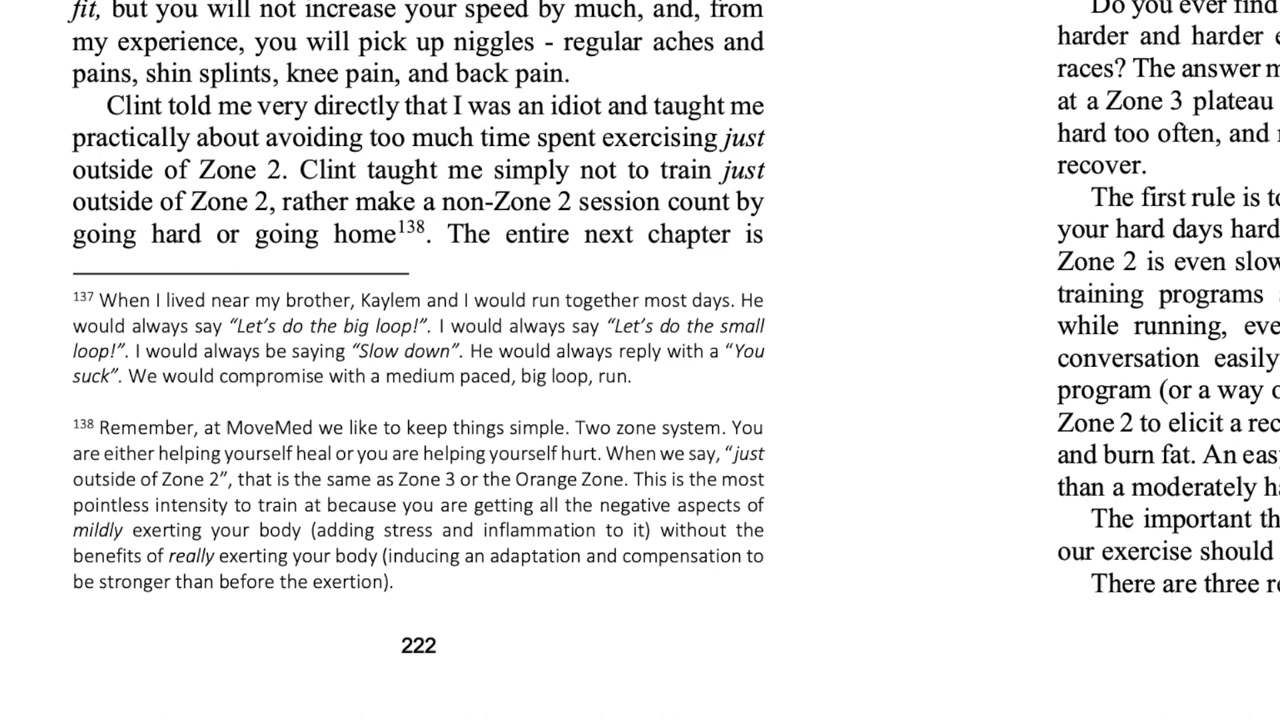 fit, but you will not increase your speed by much, and, from
my experience, you will pick up niggles - regular aches and
pains, shin splints, knee pain, and back pain.
Clint told me very directly that I was an idiot and taught me
practically about avoiding too much time spent exercising just
outside of Zone 2. Clint taught me simply not to train just
outside of Zone 2, rather make a non-Zone 2 session count by
going hard or going home138. The entire next chapter is
137 When I lived near my brother, Kaylem and I would run together most days. He
would always say “Let’s do the big loop!”. I would always say “Let’s do the small
loop!”. I would always be saying “Slow down”. He would always reply with a “You
suck”. We would compromise with a medium paced, big loop, run.
138 Remember, at MoveMed we like to keep things simple. Two zone system. You
are either helping yourself heal or you are helping yourself hurt. When we say, “just
outside of Zone 2”, that is the same as Zone 3 or the Orange Zone. This is the most
pointless intensity to train at because you are getting all the negative aspects of
mildly exerting your body (adding stress and inflammation to it) without the
benefits of really exerting your body (inducing an adaptation and compensation to
be stronger than before the exertion).
222
Do you ever find
harder and harder
races? The answer
at a Zone 3 plateau
hard too often, and
recover.
The first rule is
your hard days hard
Zone 2 is even
training programs
while running,
conversation easily
program (or a way
Zone 2 to elicit a
and burn fat. An
than a moderately
The important
our exercise should
There are three